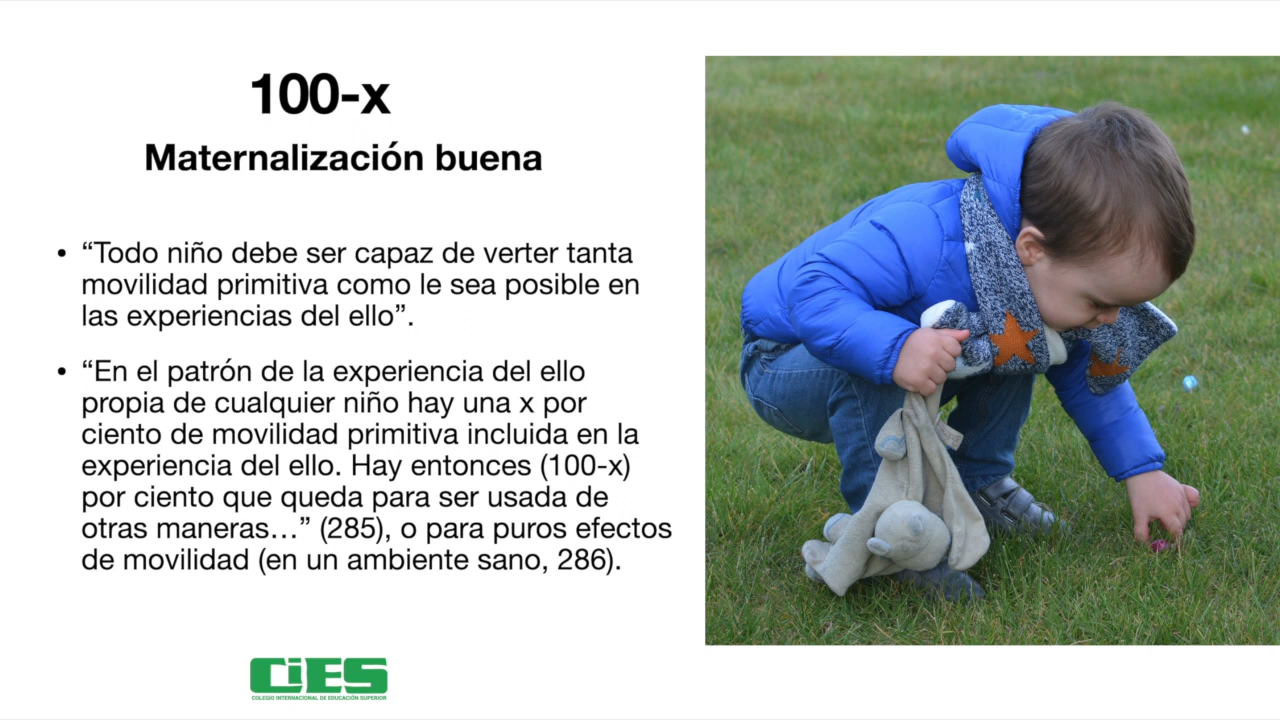 100-x
Maternalización buena
• “Todo niño debe ser capaz de verter tanta
movilidad primitiva como le sea posible en
las experiencias del ello”.
• “En el patrón de la experiencia del ello
propia de cualquier niño hay una x por
ciento de movilidad primitiva incluida en la
experiencia del ello. Hay entonces (100-x)
por ciento que queda para ser usada de
otras maneras…” (285), o para puros efectos
de movilidad (en un ambiente sano, 286).
CiES
COLEGIO INTERNACIONAL DE EDUCACIÓN SUPERIOR